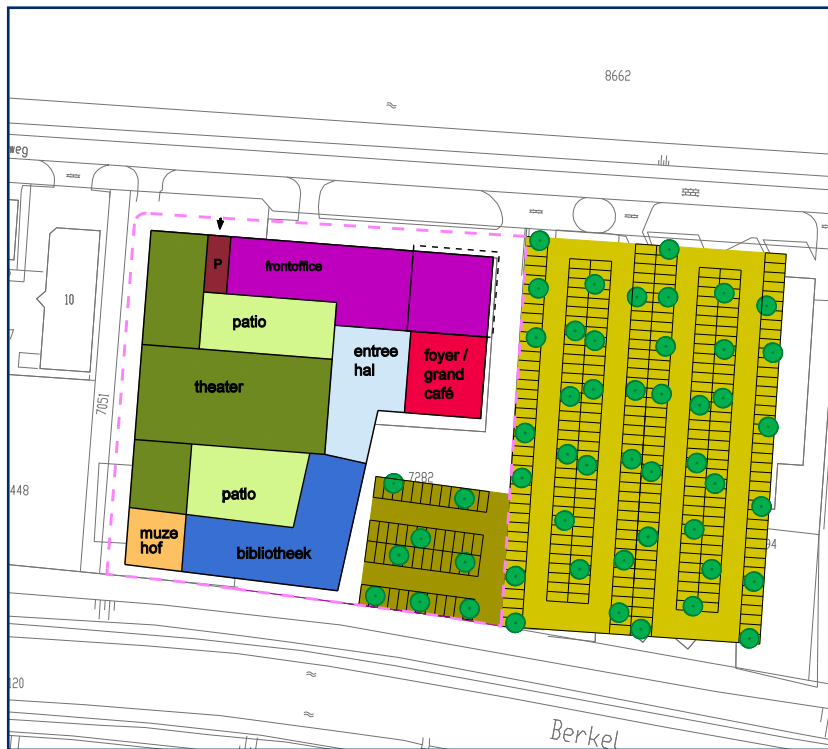 8662
weg
P
frontoffice
10
patio
entree
hal
foyer /
grand
café
theater
7051
7282
448
patio
muze
hof
bibliotheek
94
120
Berkel